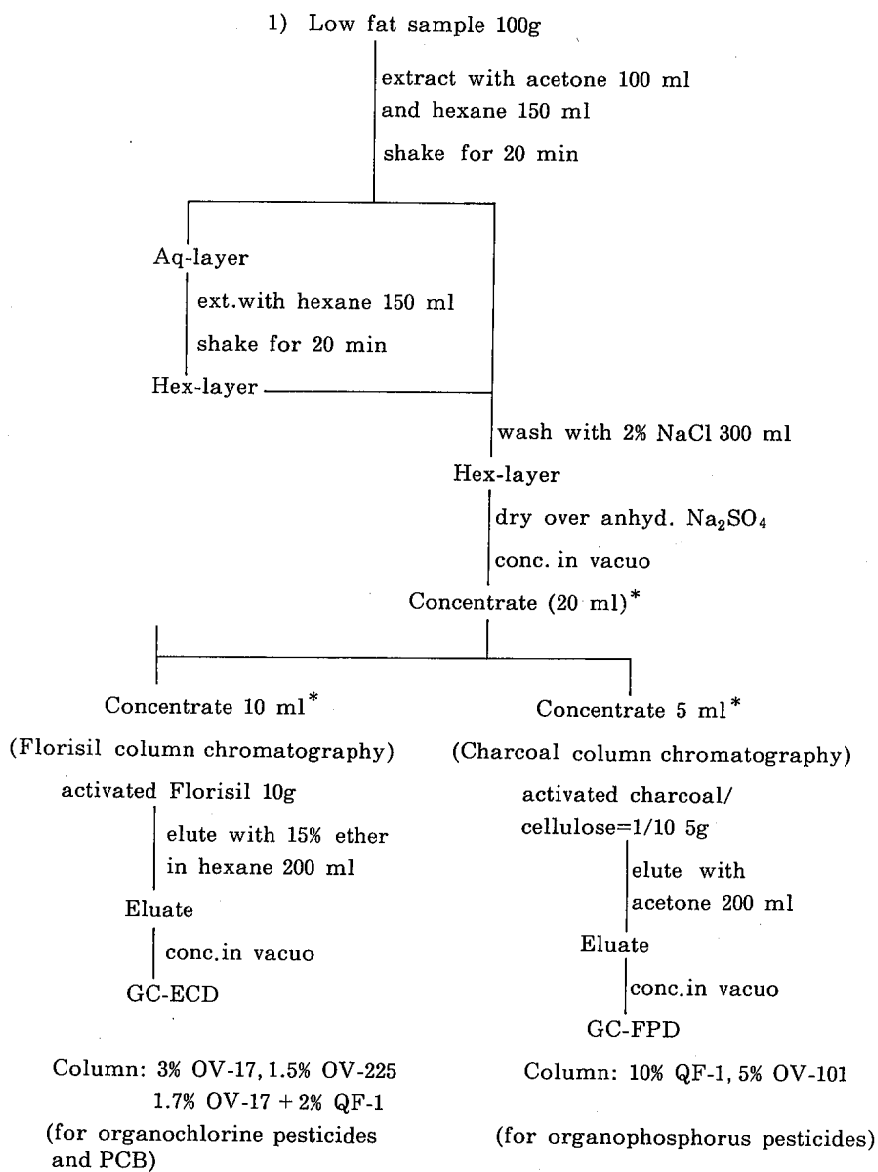 1) Low fat sample 100g
extract with acetone 100 ml
and hexane 150 ml
shake for 20 min
Aq-layer
ext.with hexane 150 ml
shake for 20 min
Hex-layer
wash with 2% NaCl 300 ml
Hex-layer
dry over anhyd. Na₂SO₄
conc. in vacuo
Concentrate (20 ml)*
Concentrate 10 ml*
(Florisil column chromatography)
activated Florisil 10g
elute with 15% ether
in hexane 200 ml
Eluate
conc.in vacuo
GC-ECD
Column: 3% OV-17, 1.5% OV-225
1.7% OV-17 + 2% QF-1
(for organochlorine pesticides
and PCB)
Concentrate 5 ml*
(Charcoal column chromatography)
activated charcoal/
cellulose=1/10 5g
elute with
acetone 200 ml
Eluate
conc.in vacuo
GC-FPD
Column: 10% QF-1, 5% OV-101
(for organophosphorus pesticides)